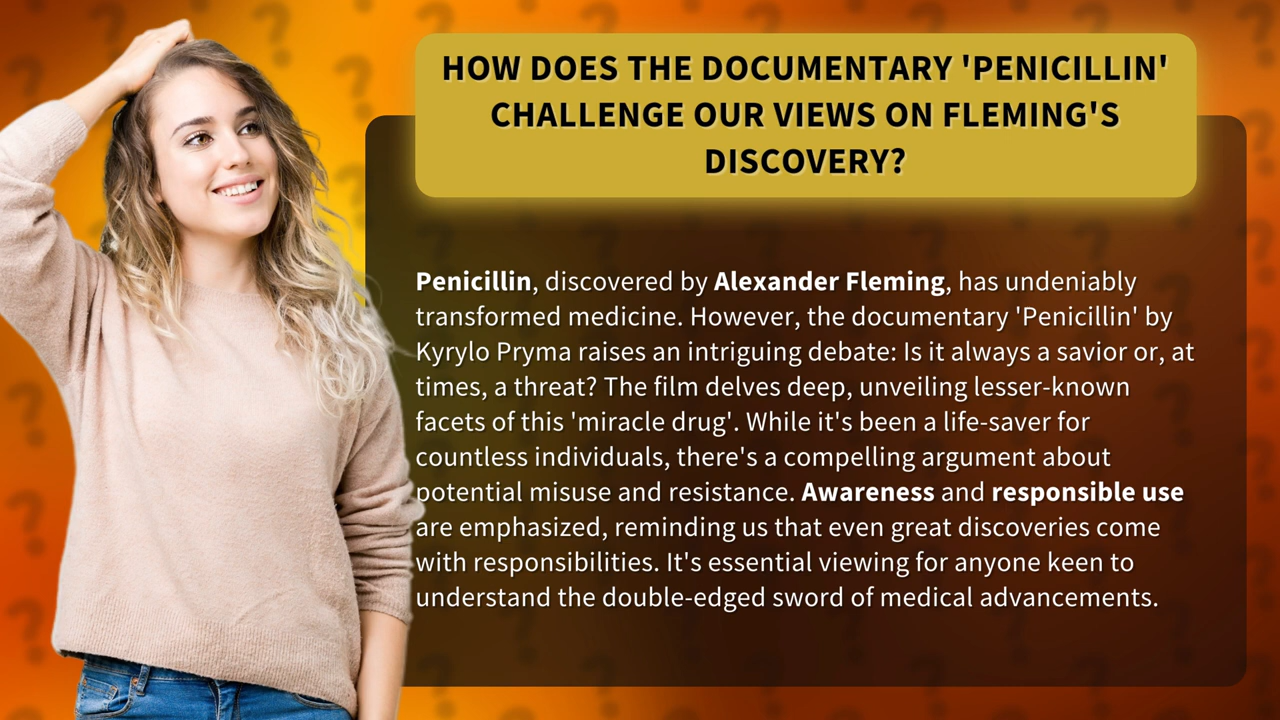 HOW DOES THE DOCUMENTARY 'PENICILLIN'
CHALLENGE OUR VIEWS ON FLEMING'S
DISCOVERY?
Penicillin, discovered by Alexander Fleming, has undeniably
transformed medicine. However, the documentary 'Penicillin' by
Kyrylo Pryma raises an intriguing debate: Is it always a savior or, at
times, a threat? The film delves deep, unveiling lesser-known
facets of this 'miracle drug'. While it's been a life-saver for
countless individuals, there's a compelling argument about
potential misuse and resistance. Awareness and responsible use
are emphasized, reminding us that even great discoveries come
with responsibilities. It's essential viewing for anyone keen to
understand the double-edged sword of medical advancements.